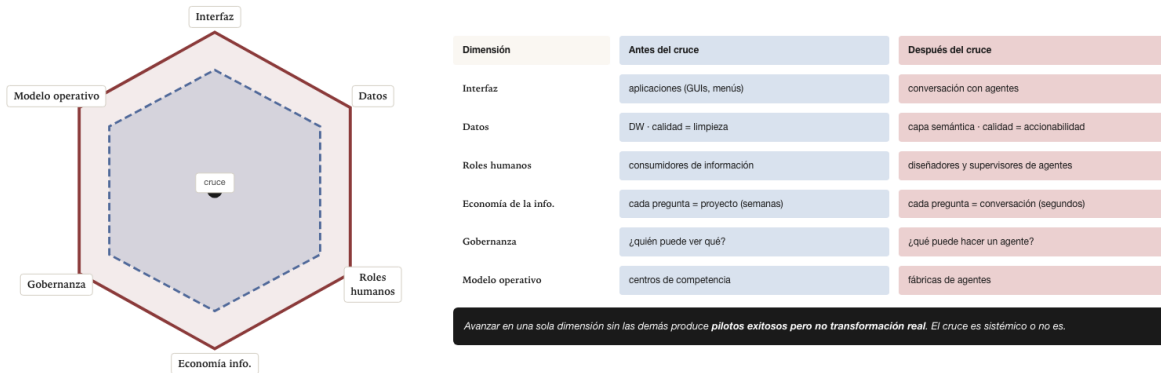 Interfaz
Modelo operativo
Datos
cruce
Gobernanza
Roles
humanos
Economía info.
Dimensión
Antes del cruce
Después del cruce
Interfaz
aplicaciones (GUIs, menús)
conversación con agentes
Datos
DW · calidad = limpieza
capa semántica · calidad = accionabilidad
Roles humanos
consumidores de información
diseñadores y supervisores de agentes
Economía de la info.
cada pregunta = proyecto (semanas)
cada pregunta = conversación (segundos)
Gobernanza
¿quién puede ver qué?
¿qué puede hacer un agente?
Modelo operativo
centros de competencia
fábricas de agentes
Avanzar en una sola dimensión sin las demás produce pilotos exitosos pero no transformación real. El cruce es sistémico o no es.